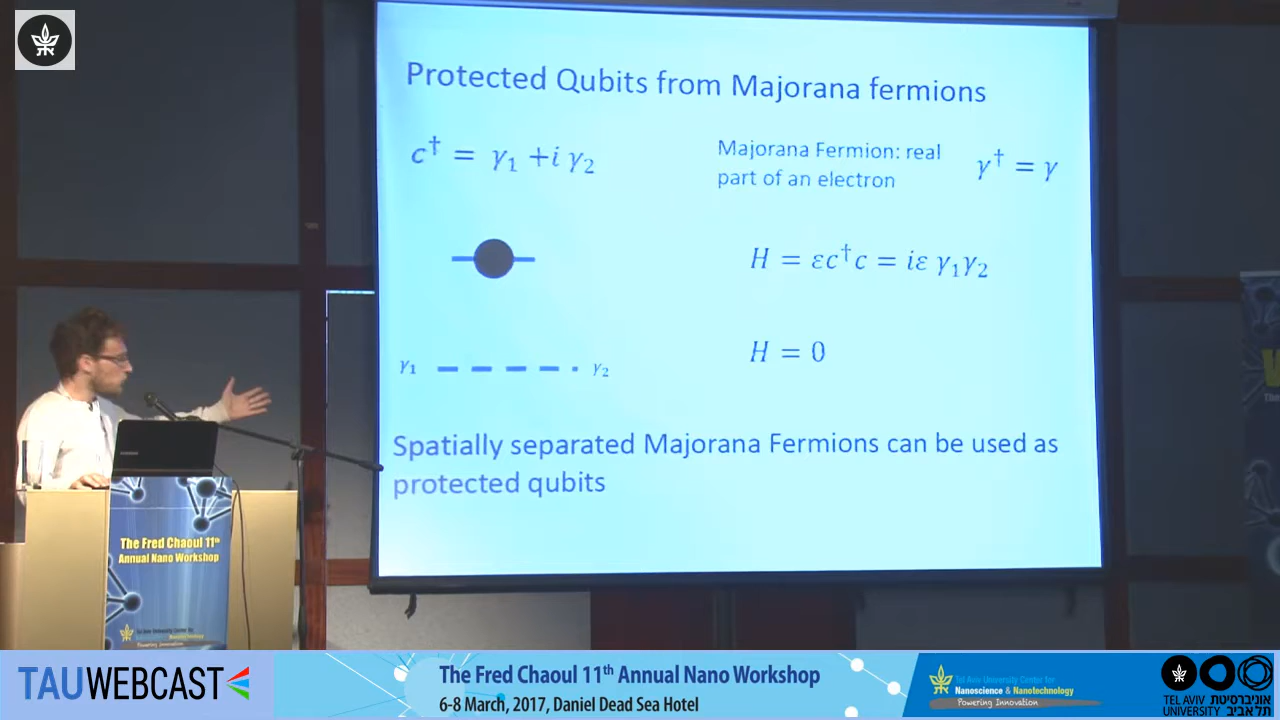 Protected Qubits from Majorana fermions
c† = γ₁ + i γ₂
Majorana Fermion: real
part of an electron
γ† = γ
H = εc†c = iε γ₁γ₂
H = 0
γ₁
γ₂
Spatially separated Majorana Fermions can be used as
protected qubits
The Fred Chaoul 11th
Annual Nano Workshop
Powering Innovation
TAUWEBCAST
The Fred Chaoul 11th Annual Nano Workshop
6-8 March, 2017, Daniel Dead Sea Hotel
Tel Aviv University Center for
Nanoscience & Nanotechnology
Powering Innovation
TEL AVIV אוניברסיטת
UNIVERSITY תל אביב